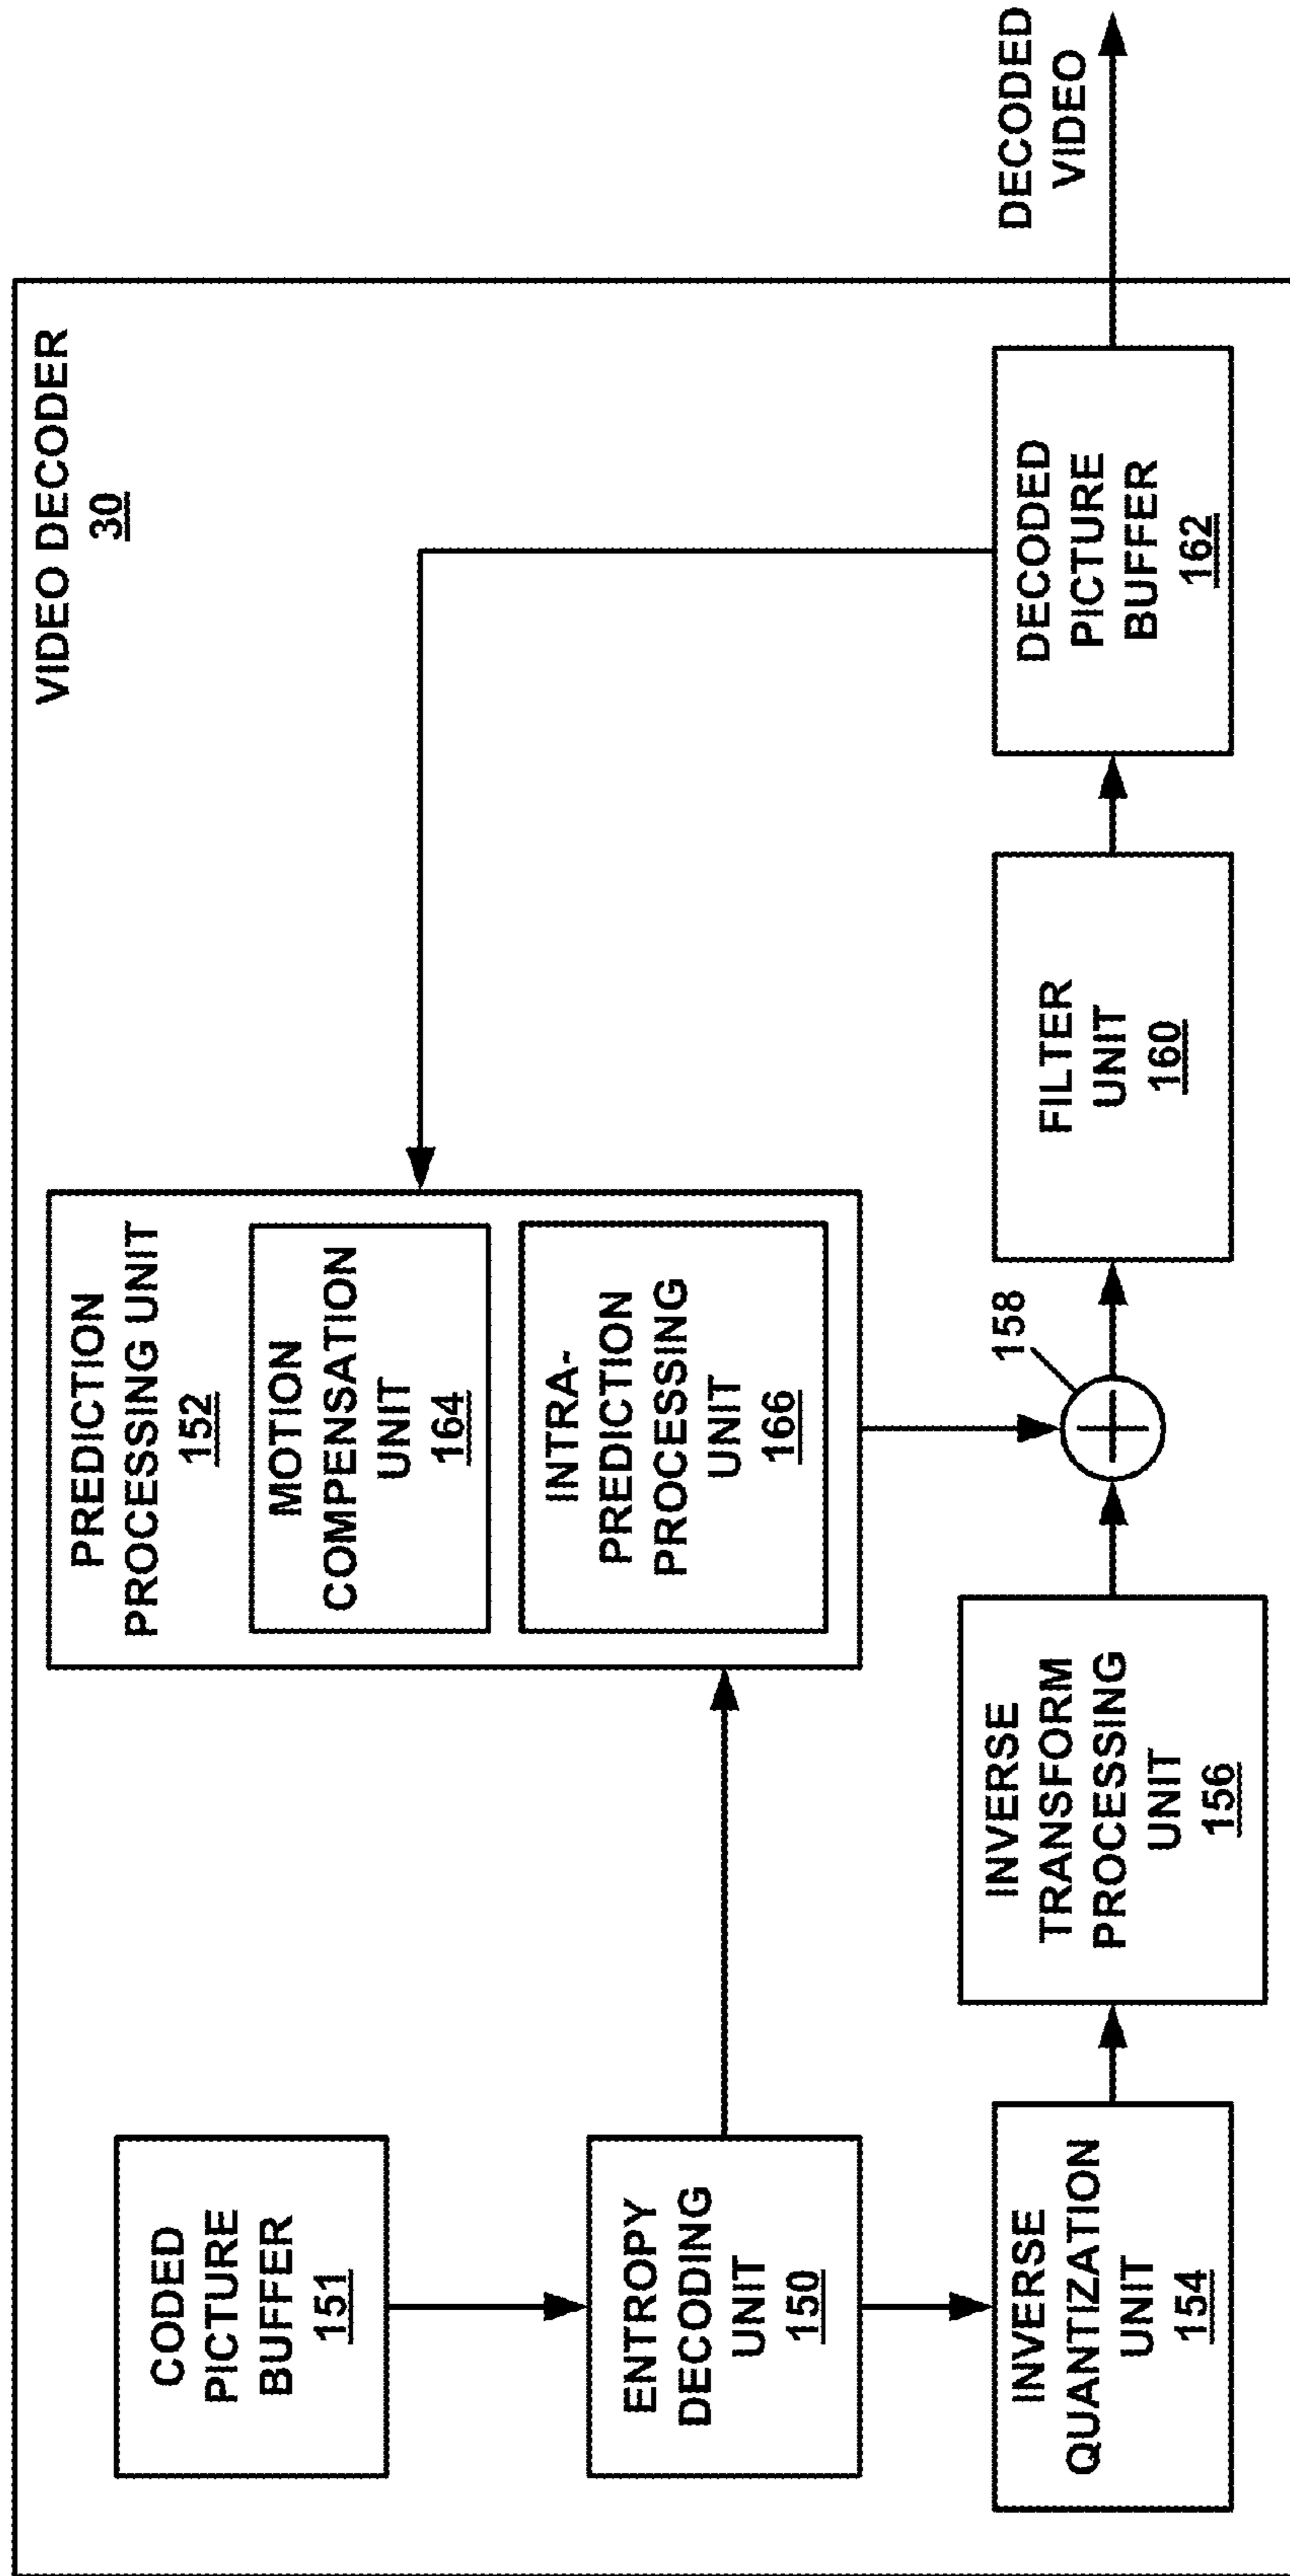 VIDEO DECODER
30
CODED
PICTURE
BUFFER
151
PREDICTION
PROCESSING UNIT
152
MOTION
COMPENSATION
UNIT
164
INTRA-
PREDICTION
PROCESSING
UNIT
166
ENTROPY
DECODING
UNIT
150
INVERSE
QUANTIZATION
UNIT
154
INVERSE
TRANSFORM
PROCESSING
UNIT
156
158
FILTER
UNIT
160
DECODED
PICTURE
BUFFER
162
DECODED
VIDEO